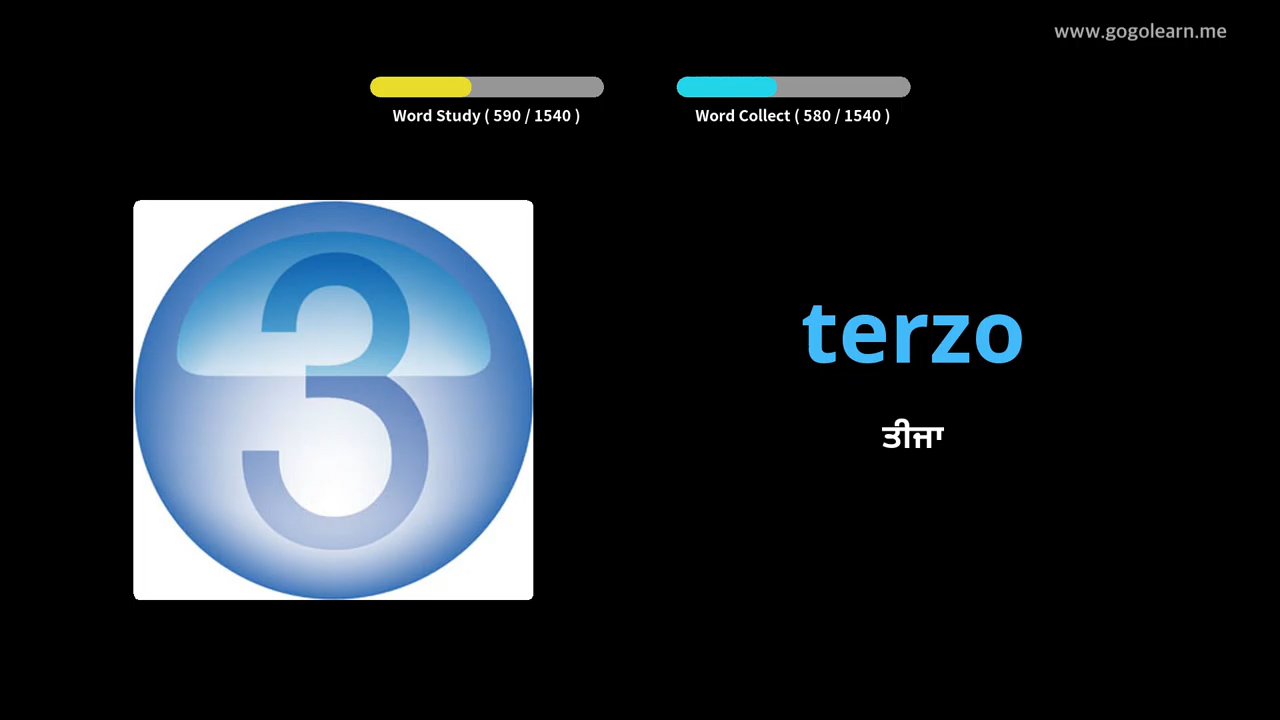 www.gogolearn.me
Word Study ( 590 / 1540 )
Word Collect ( 580 / 1540 )
3
terzo
ਤੀਜਾ